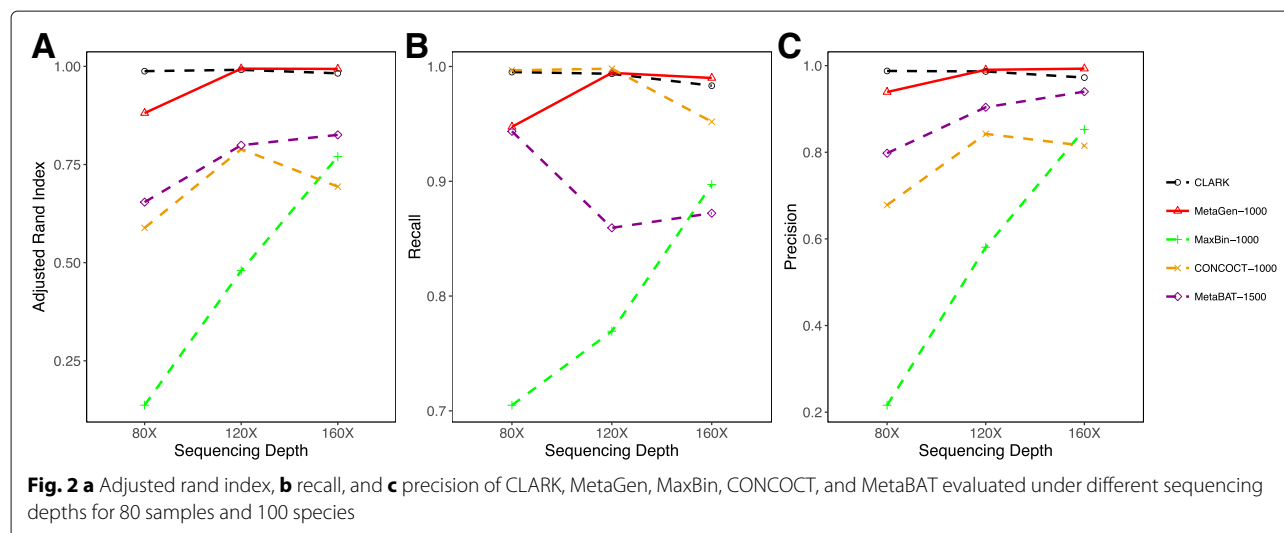 A
B
C
1.00
0.75
0.50
0.25
Adjusted Rand Index
80X 120X 160X
Sequencing Depth
1.0
0.9
0.8
0.7
Recall
80X 120X 160X
Sequencing Depth
1.0
0.8
0.6
0.4
0.2
Precision
80X 120X 160X
Sequencing Depth
CLARK
MetaGen−1000
MaxBin−1000
CONCOCT−1000
MetaBAT−1500
Fig. 2 a Adjusted rand index, b recall, and c precision of CLARK, MetaGen, MaxBin, CONCOCT, and MetaBAT evaluated under different sequencing
depths for 80 samples and 100 species